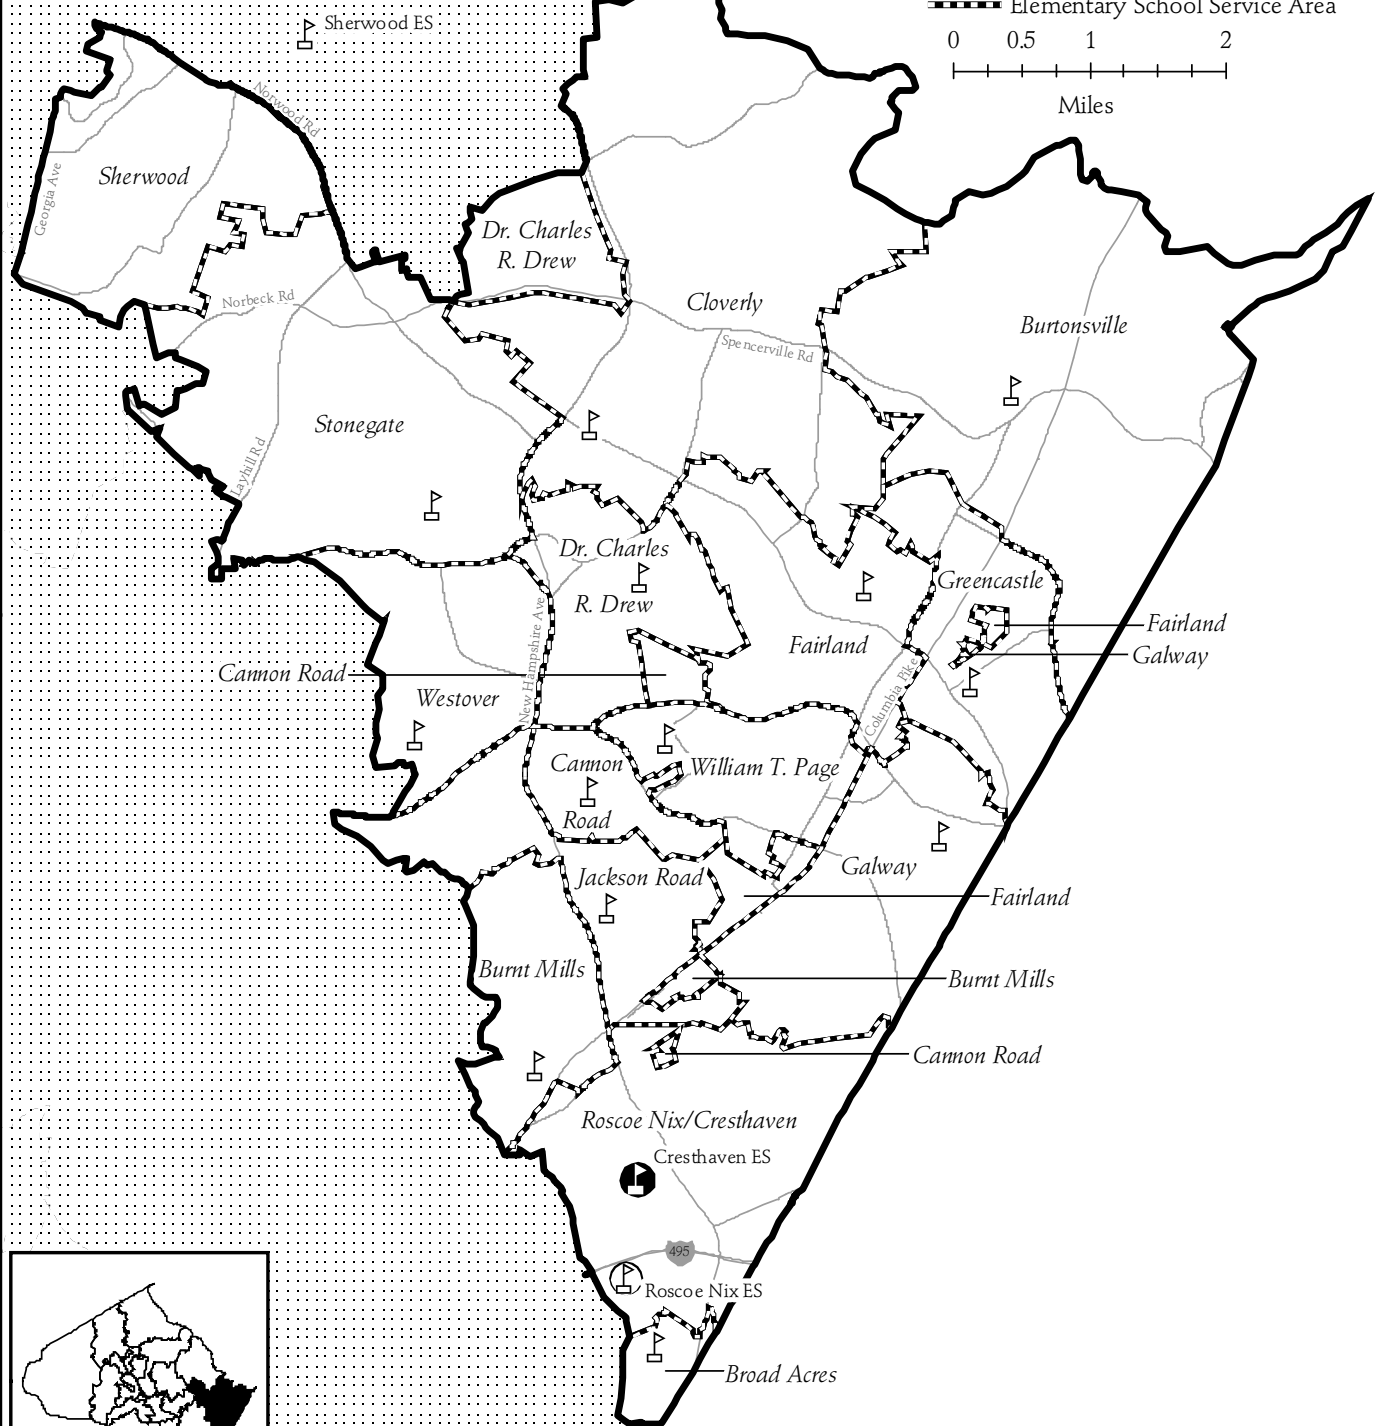 Elementary School Service Area
Sherwood ES
0 0.5 1 2
Miles
Norwood Rd
Sherwood
Georgia Ave
Dr. Charles
R. Drew
Norbeck Rd
Cloverly
Burtonsville
Spencerville Rd
Stonegate
Layhill Rd
Dr. Charles
R. Drew
Greencastle
Fairland
Fairland
Galway
Cannon Road
Westover
New Hampshire Ave
Columbia Pike
Cannon
Road
William T. Page
Galway
Jackson Road
Fairland
Burnt Mills
Burnt Mills
Cannon Road
Roscoe Nix/Cresthaven
Cresthaven ES
495
Roscoe Nix ES
Broad Acres